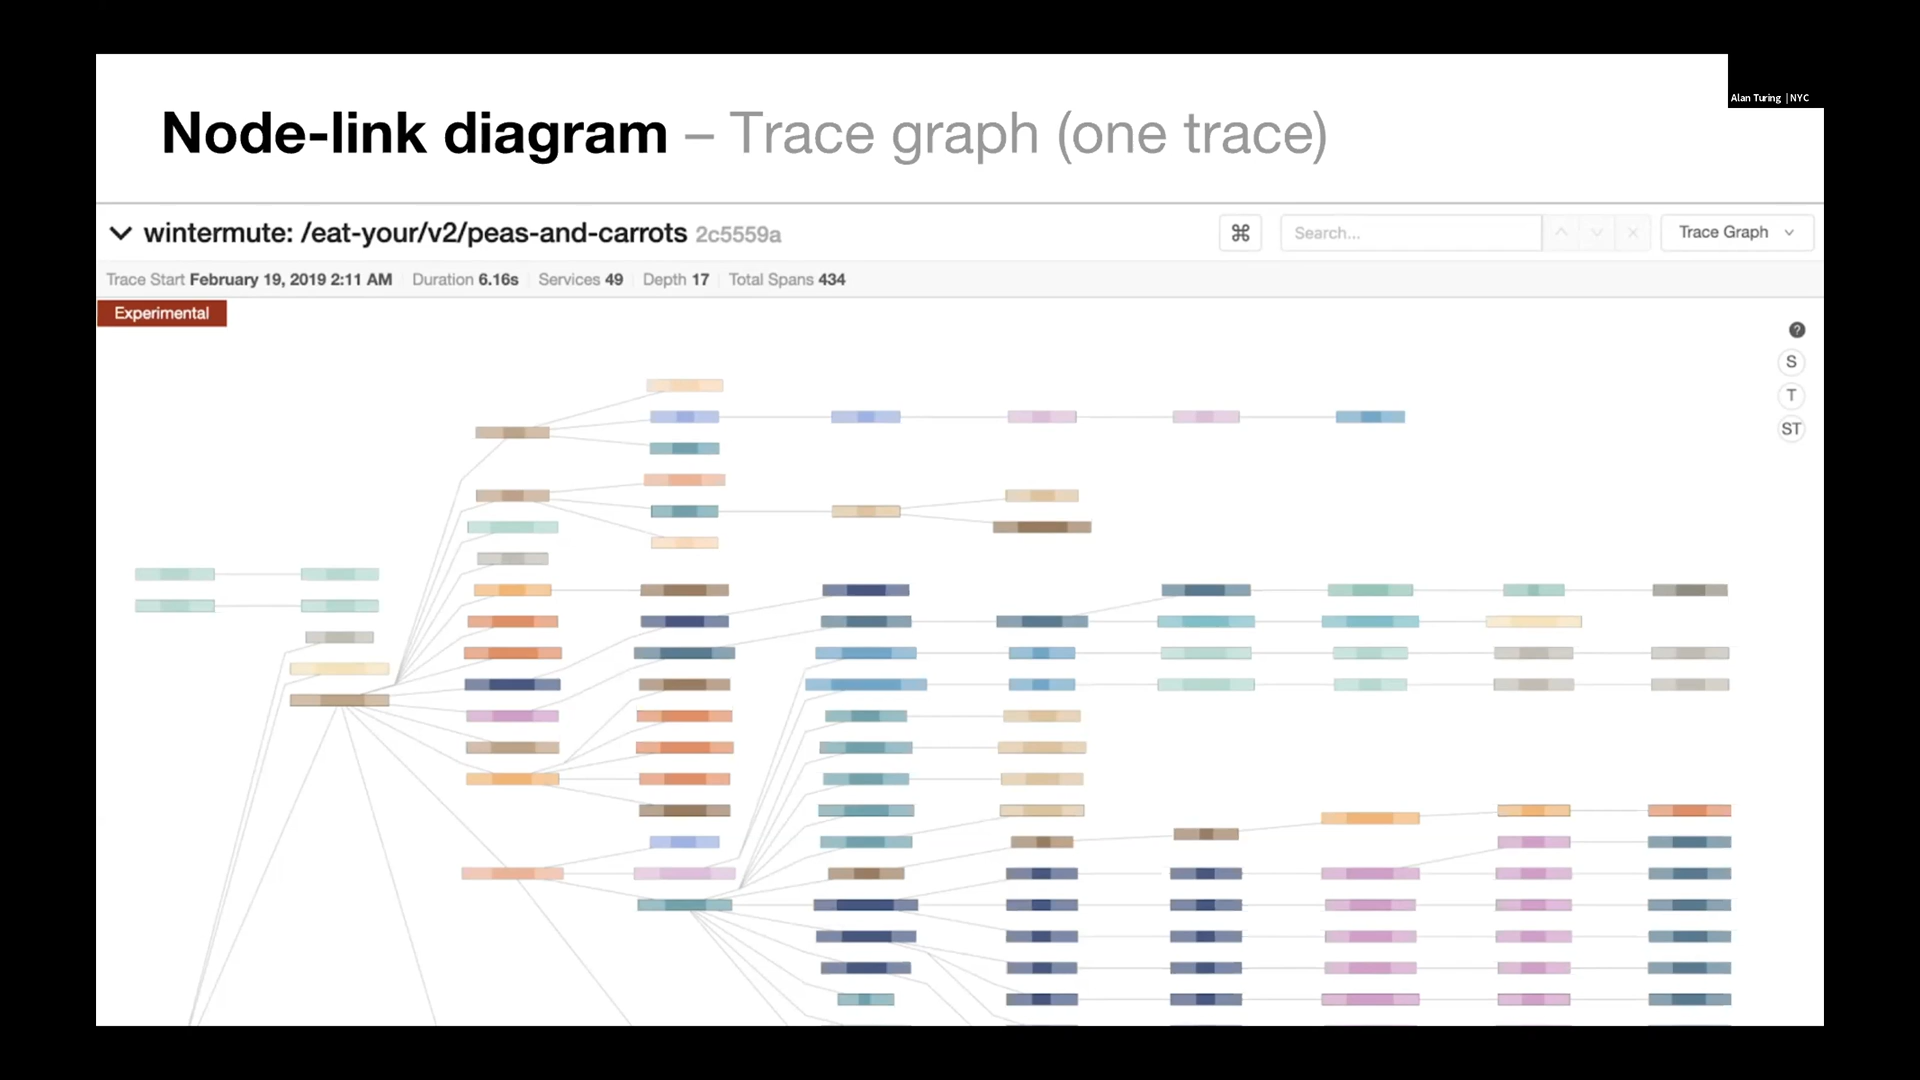 Alan Turing | NYC
Node-link diagram – Trace graph (one trace)
wintermute: /eat-your/v2/peas-and-carrots 2c5559a
⌘ Search... Trace Graph
Trace Start February 19, 2019 2:11 AM Duration 6.16s Services 49 Depth 17 Total Spans 434
Experimental
?
S
T
ST